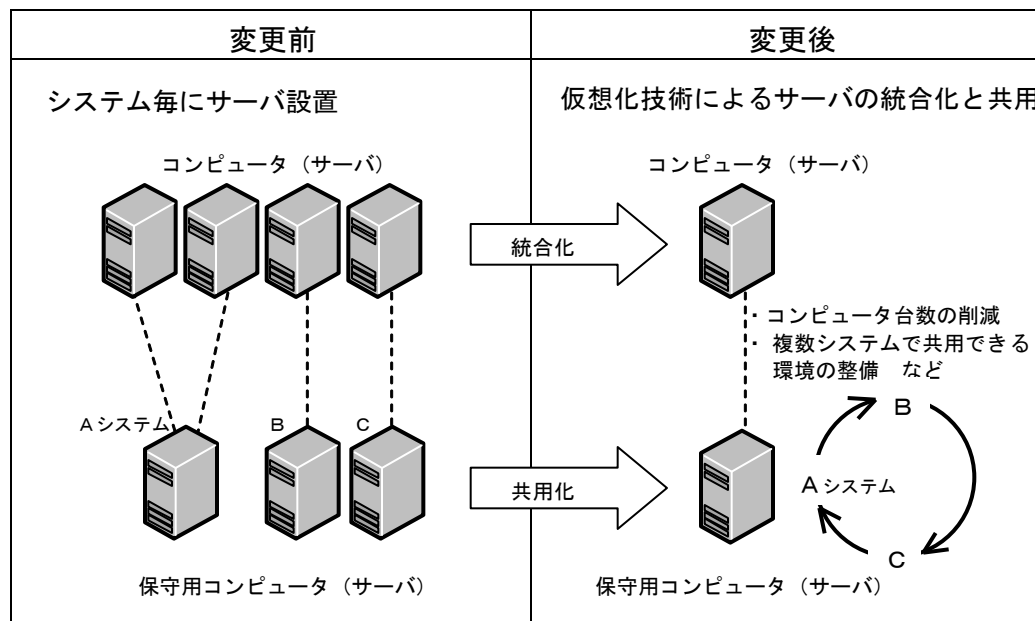 変更前
変更後
システム毎にサーバ設置
仮想化技術によるサーバの統合化と共用
コンピュータ（サーバ）
コンピュータ（サーバ）
統合化
・コンピュータ台数の削減
・複数システムで共用できる
環境の整備　など
Ａシステム
Ｂ
Ｃ
Ｂ
Ａシステム
Ｃ
共用化
保守用コンピュータ（サーバ）
保守用コンピュータ（サーバ）